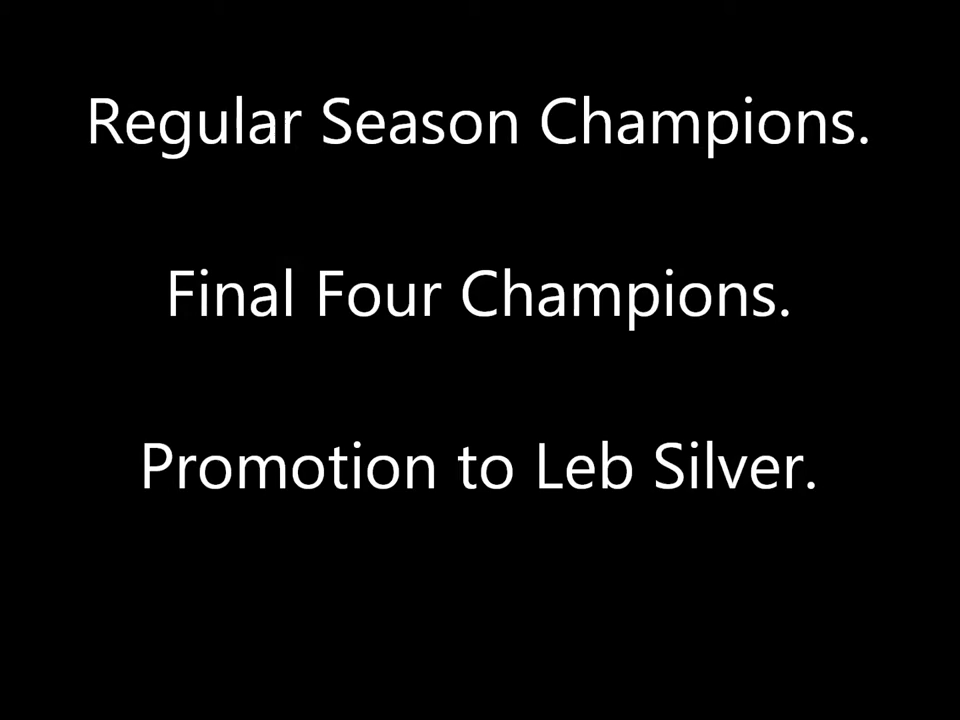 Regular Season Champions.
Final Four Champions.
Promotion to Leb Silver.